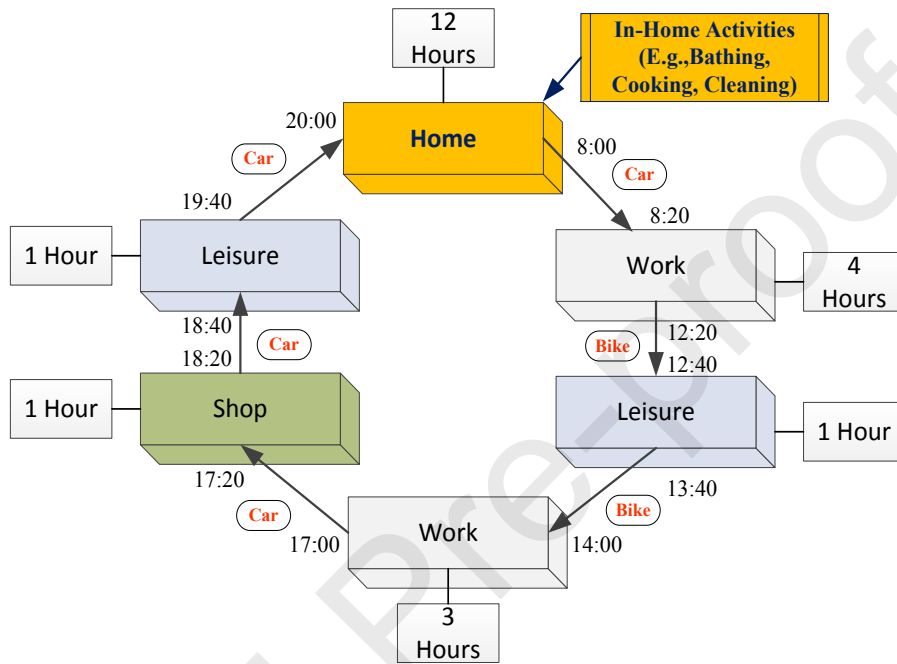 12
Hours
In-Home Activities
(E.g.,Bathing,
Cooking, Cleaning)
20:00
Home
8:00
Car
Car
19:40
8:20
1 Hour
Leisure
Work
4
Hours
18:40
Car
12:20
Bike
18:20
12:40
1 Hour
Shop
Leisure
1 Hour
17:20
13:40
Car
Bike
17:00
Work
14:00
3
Hours
Pre-proof